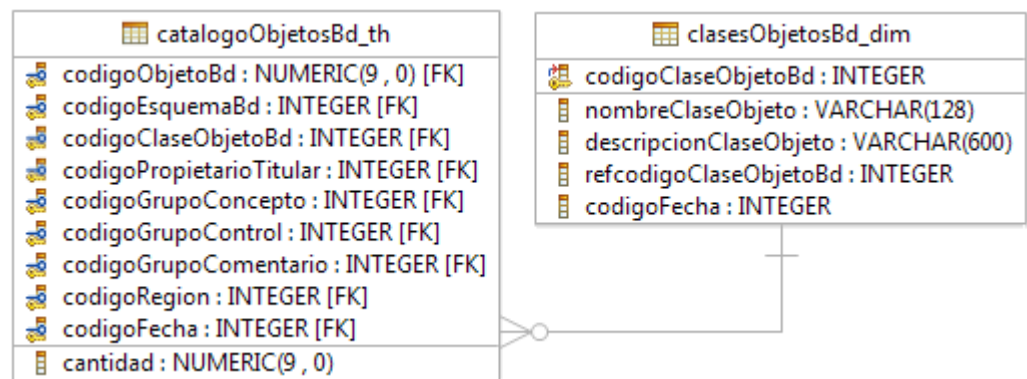 catalogoObjetosBd_th
codigoObjetoBd : NUMERIC(9 , 0) [FK]
codigoEsquemaBd : INTEGER [FK]
codigoClaseObjetoBd : INTEGER [FK]
codigoPropietarioTitular : INTEGER [FK]
codigoGrupoConcepto : INTEGER [FK]
codigoGrupoControl : INTEGER [FK]
codigoGrupoComentario : INTEGER [FK]
codigoRegion : INTEGER [FK]
codigoFecha : INTEGER [FK]
cantidad : NUMERIC(9 , 0)
clasesObjetosBd_dim
codigoClaseObjetoBd : INTEGER
nombreClaseObjeto : VARCHAR(128)
descripcionClaseObjeto : VARCHAR(600)
refcodigoClaseObjetoBd : INTEGER
codigoFecha : INTEGER